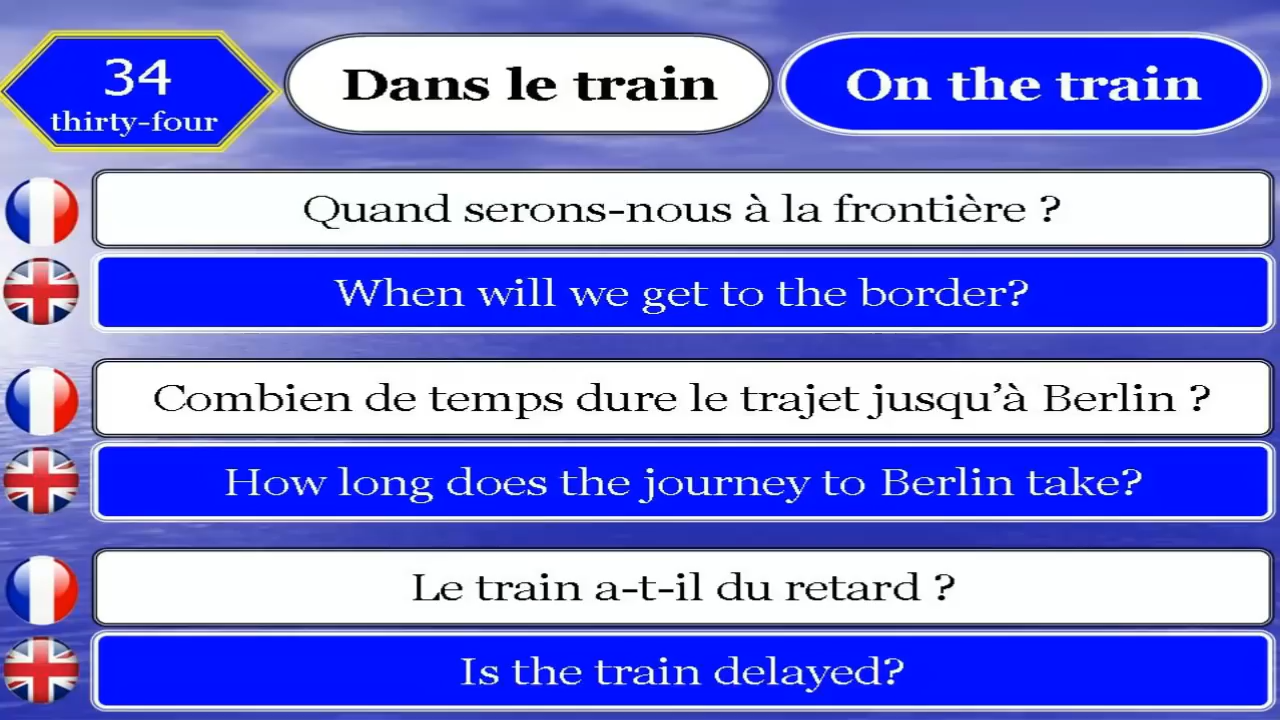 34
thirty-four
Dans le train
On the train
Quand serons-nous à la frontière ?
When will we get to the border?
Combien de temps dure le trajet jusqu’à Berlin ?
How long does the journey to Berlin take?
Le train a-t-il du retard ?
Is the train delayed?